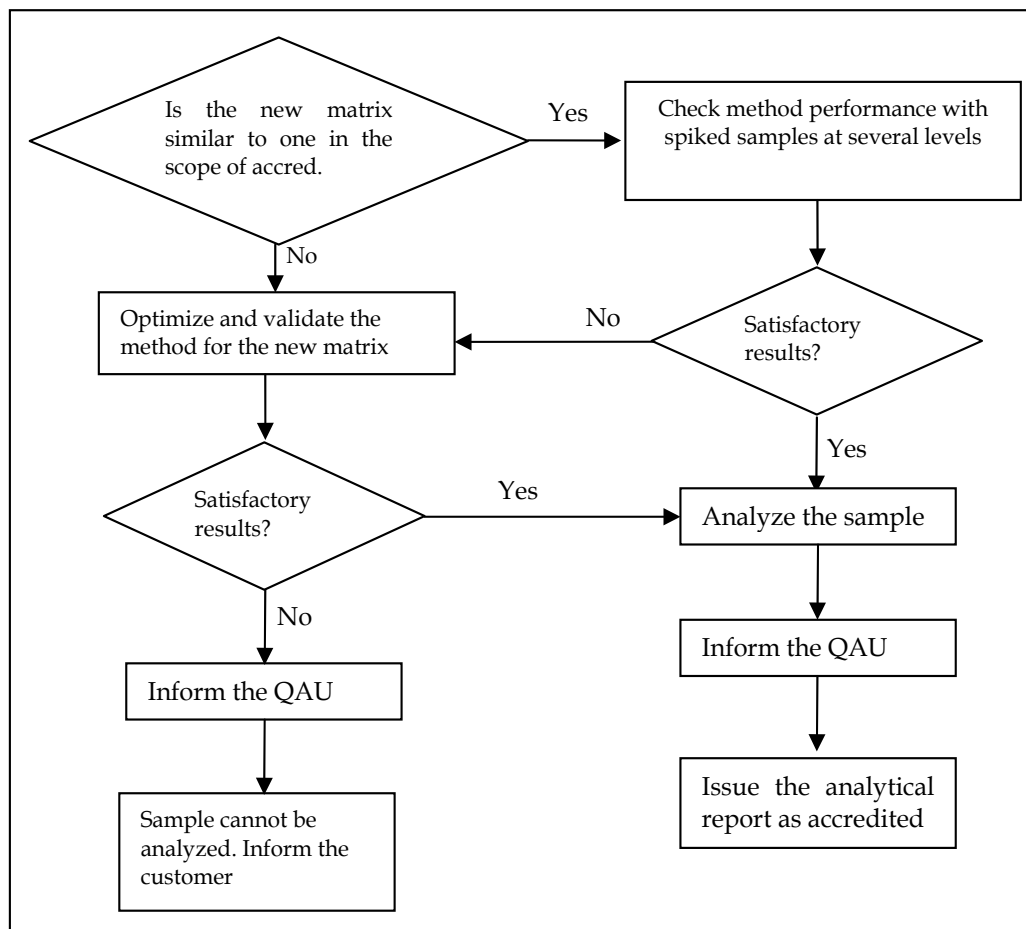 Is the new matrix
similar to one in the
scope of accred.
Yes
Check method performance with
spiked samples at several levels
No
Optimize and validate the
method for the new matrix
No
Satisfactory
results?
Yes
Satisfactory
results?
Yes
Analyze the sample
No
Inform the QAU
Inform the QAU
Sample cannot be
analyzed. Inform the
customer
Issue the analytical
report as accredited